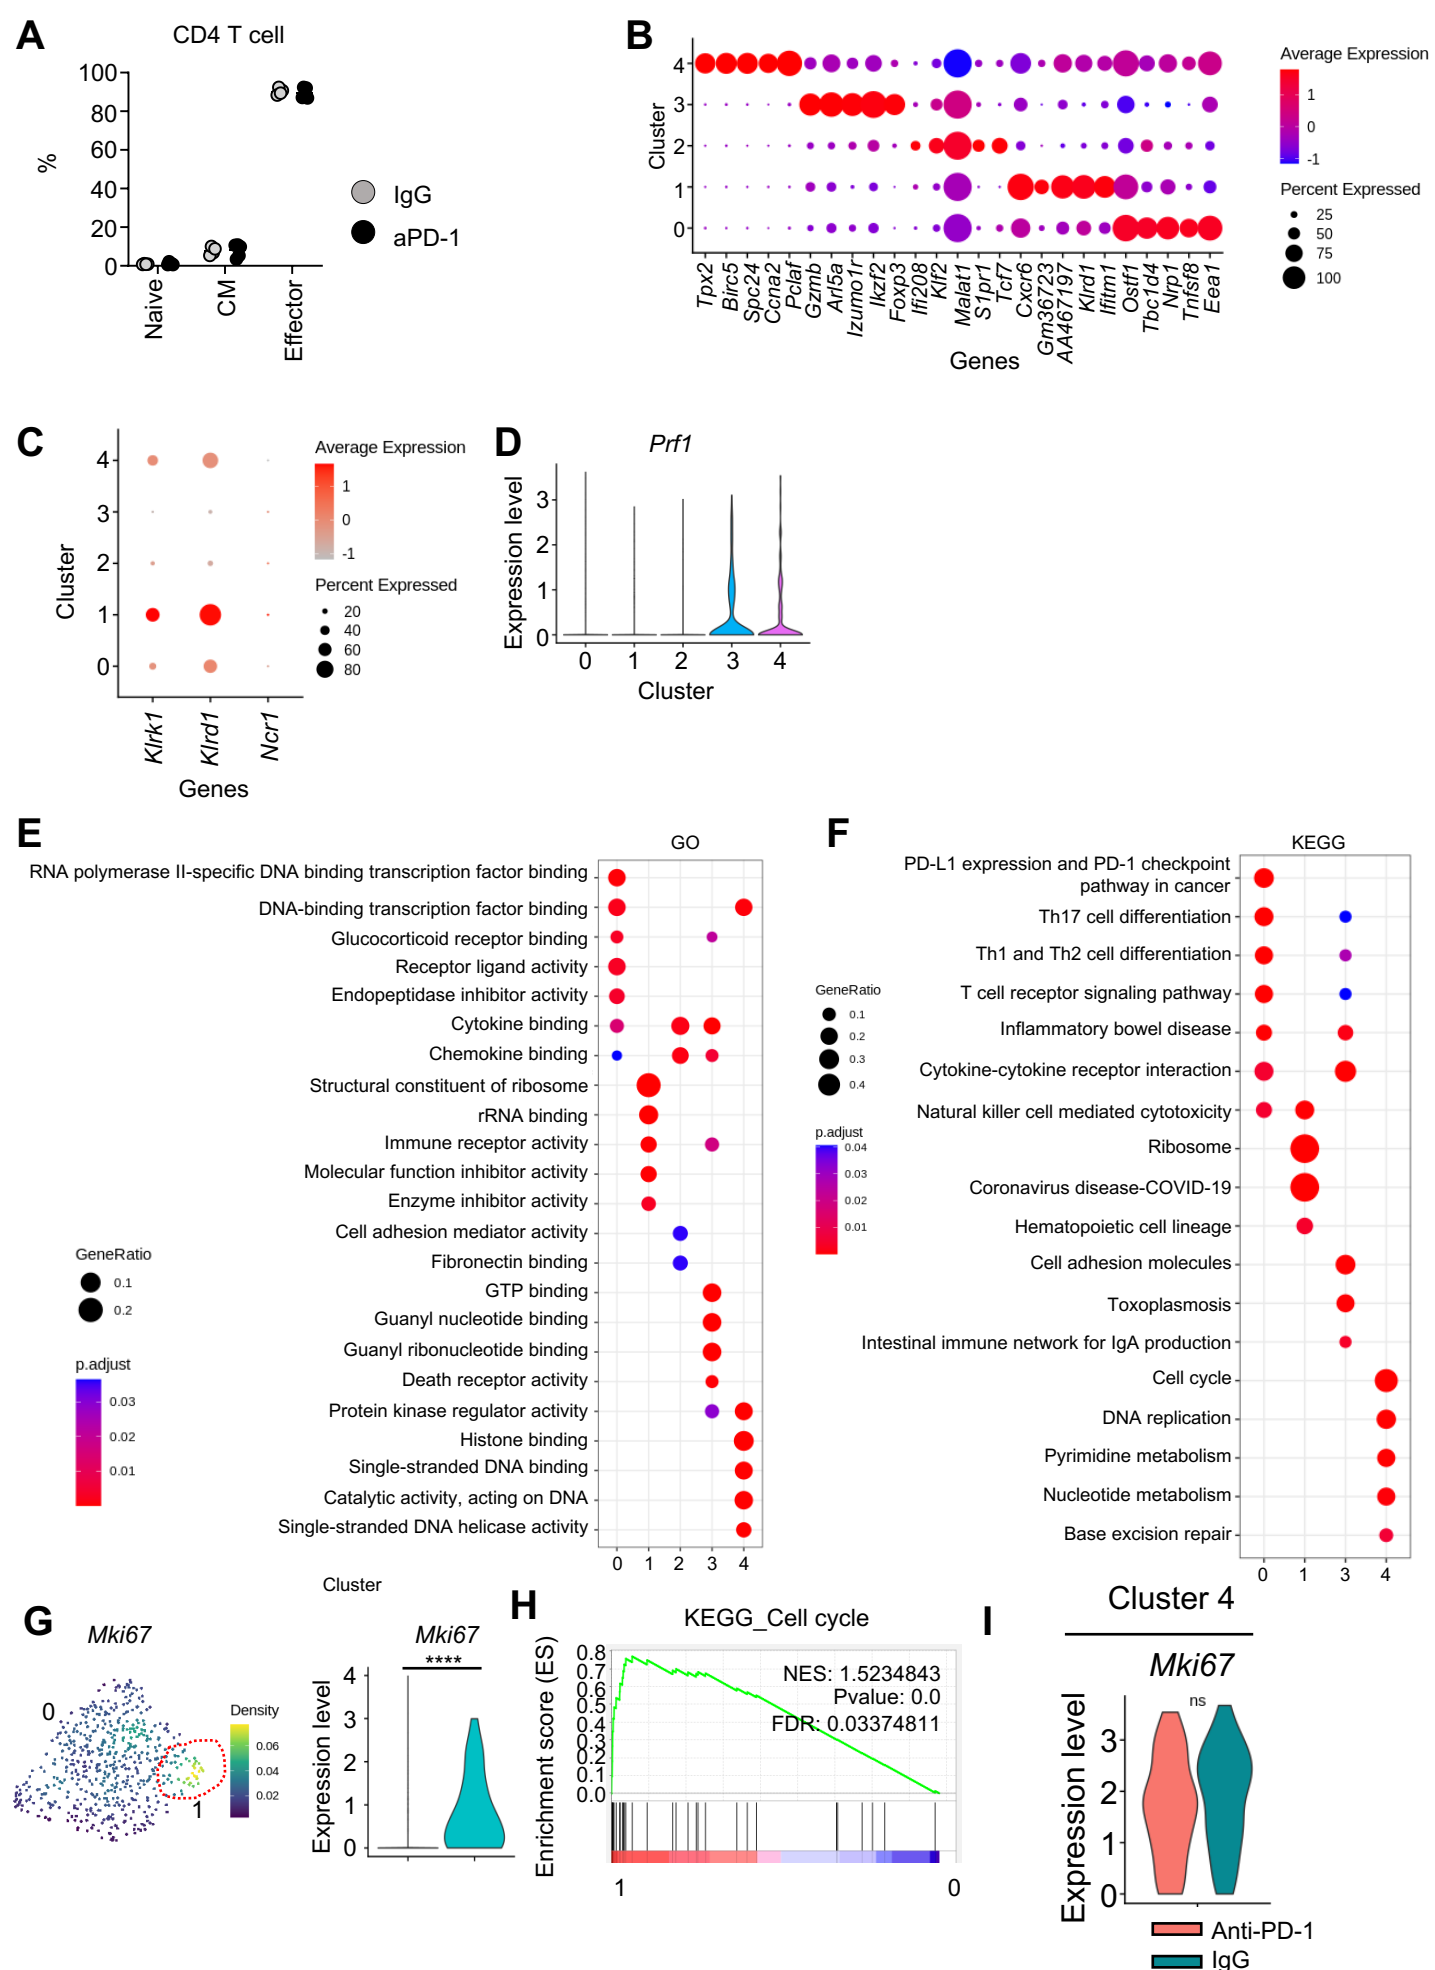 A
CD4 T cell
%
100
80
60
40
20
0
Naive
CM
Effector
IgG
aPD-1
B
Cluster
4
3
2
1
0
Tpx2
Birc5
Spc24
Ccna2
Pclaf
Gzmb
Arl5a
Izumo1r
Ikzf2
Foxp3
Ifi208
Klf2
Malat1
S1pr1
Tcf7
Cxcr6
Gm36723
AA467197
Klrd1
Ifitm1
Ostf1
Tbc1d4
Nrp1
Tnfsf8
Eea1
Genes
Average Expression
1
0
-1
Percent Expressed
25
50
75
100
C
Cluster
4
3
2
1
0
Klrk1
Klrd1
Ncr1
Genes
Average Expression
1
0
-1
Percent Expressed
20
40
60
80
D
Prf1
Expression level
3
2
1
0
0 1 2 3 4
Cluster
E
GO
RNA polymerase II-specific DNA binding transcription factor binding
DNA-binding transcription factor binding
Glucocorticoid receptor binding
Receptor ligand activity
Endopeptidase inhibitor activity
Cytokine binding
Chemokine binding
Structural constituent of ribosome
rRNA binding
Immune receptor activity
Molecular function inhibitor activity
Enzyme inhibitor activity
Cell adhesion mediator activity
Fibronectin binding
GTP binding
Guanyl nucleotide binding
Guanyl ribonucleotide binding
Death receptor activity
Protein kinase regulator activity
Histone binding
Single-stranded DNA binding
Catalytic activity, acting on DNA
Single-stranded DNA helicase activity
0 1 2 3 4
Cluster
GeneRatio
0.1
0.2
p.adjust
0.03
0.02
0.01
F
KEGG
PD-L1 expression and PD-1 checkpoint
pathway in cancer
Th17 cell differentiation
Th1 and Th2 cell differentiation
T cell receptor signaling pathway
Inflammatory bowel disease
Cytokine-cytokine receptor interaction
Natural killer cell mediated cytotoxicity
Ribosome
Coronavirus disease-COVID-19
Hematopoietic cell lineage
Cell adhesion molecules
Toxoplasmosis
Intestinal immune network for IgA production
Cell cycle
DNA replication
Pyrimidine metabolism
Nucleotide metabolism
Base excision repair
0 1 3 4
GeneRatio
0.1
0.2
0.3
0.4
p.adjust
0.04
0.03
0.02
0.01
G
Mki67
0
1
Density
0.06
0.04
0.02
Mki67
****
Expression level
4
3
2
1
0
H
KEGG_Cell cycle
Enrichment score (ES)
0.8
0.7
0.6
0.5
0.4
0.3
0.2
0.1
0.0
NES: 1.5234843
Pvalue: 0.0
FDR: 0.03374811
1 0
I
Cluster 4
Mki67
ns
Expression level
3
2
1
0
Anti-PD-1
IgG